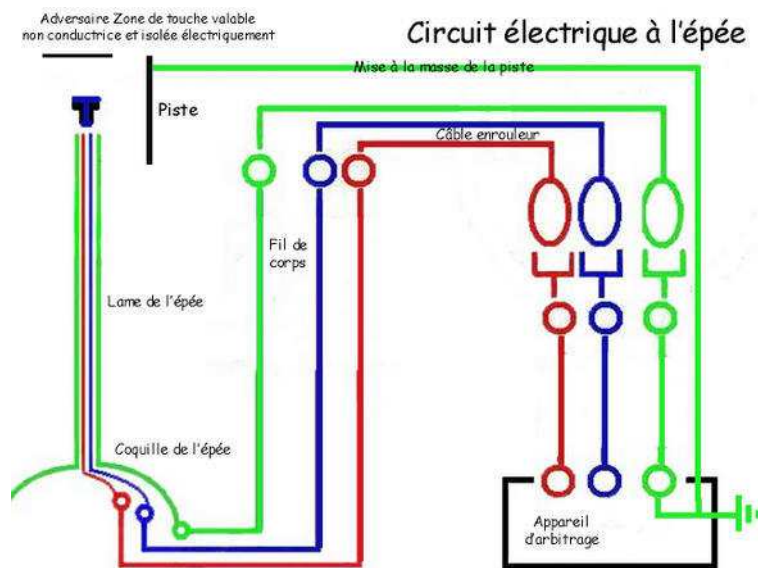 Adversaire Zone de touche valable
non conductrice et isolée électriquement
Circuit électrique à l'épée
Mise à la masse de la piste
Piste
Câble enrouleur
Fil de
corps
Lame de l'épée
Coquille de l'épée
Appareil
d'arbitrage